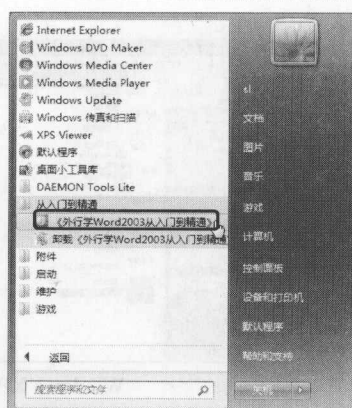 Internet Explorer
Windows DVD Maker
Windows Media Center
Windows Media Player
Windows Update
Windows 传真和扫描
XPS Viewer
默认程序
桌面小工具库
DAEMON Tools Lite
从入门到精通
《外行学Word2003从入门到精通》
卸载《外行学Word2003从入门到精通
附件
启动
维护
游戏
返回
搜索程序和文件
sl
文档
图片
音乐
游戏
计算机
控制面板
设备和打印机
默认程序
帮助和支持
关机